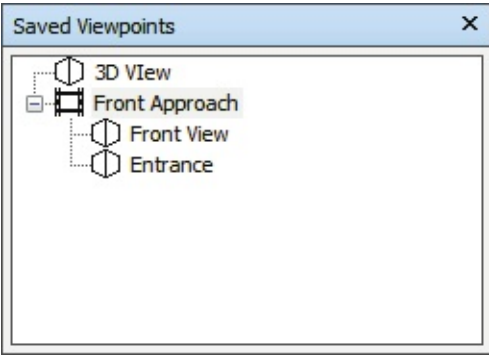 Saved Viewpoints
3D VIew
Front Approach
Front View
Entrance